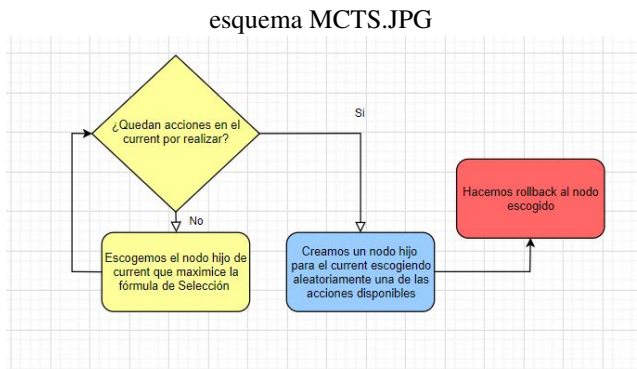 esquema MCTS.JPG
¿Quedan acciones en el
current por realizar?
Si
No
Escogemos el nodo hijo de
current que maximice la
fórmula de Selección
Creamos un nodo hijo
para el current escogiendo
aleatoriamente una de las
acciones disponibles
Hacemos rollback al nodo
escogido